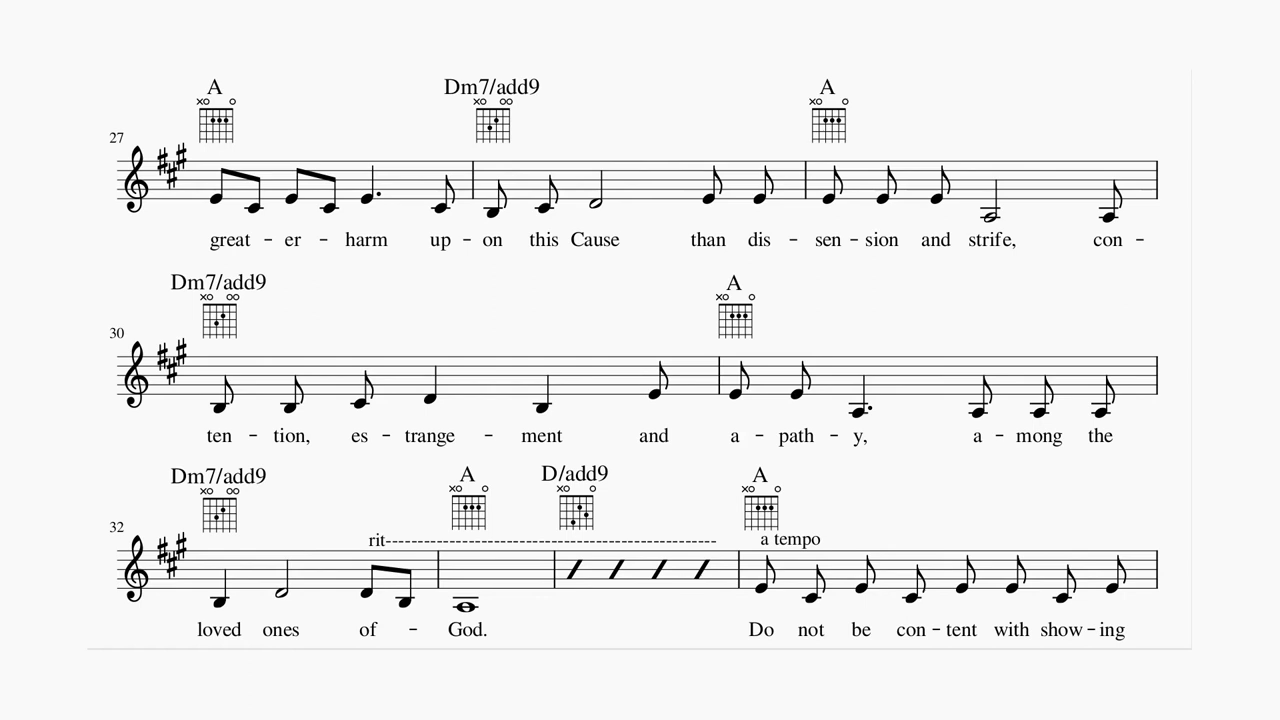 A Dm7/add9 A
27
great - er - harm up - on this Cause than dis - sen - sion and strife, con -
Dm7/add9 A
30
ten - tion, es - trange - ment and a - path - y, a - mong the
Dm7/add9 A D/add9 A
32
rit a tempo
loved ones of - God. Do not be con - tent with show - ing